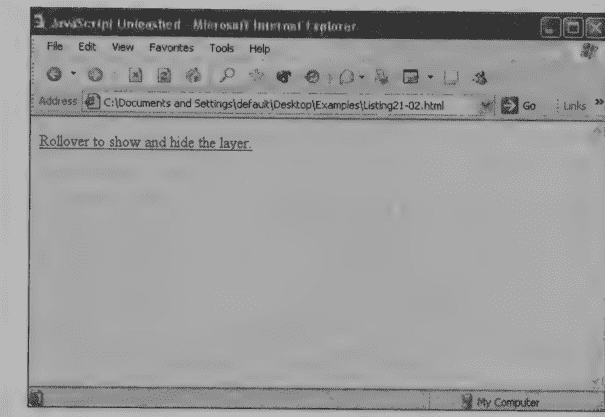 JavaScript Unleashed - Microsoft Internet Explorer
File Edit View Favorites Tools Help
Address C:\Documents and Settings\default\Desktop\Examples\Listing21-02.html Go Links »
Rollover to show and hide the layer.
My Computer